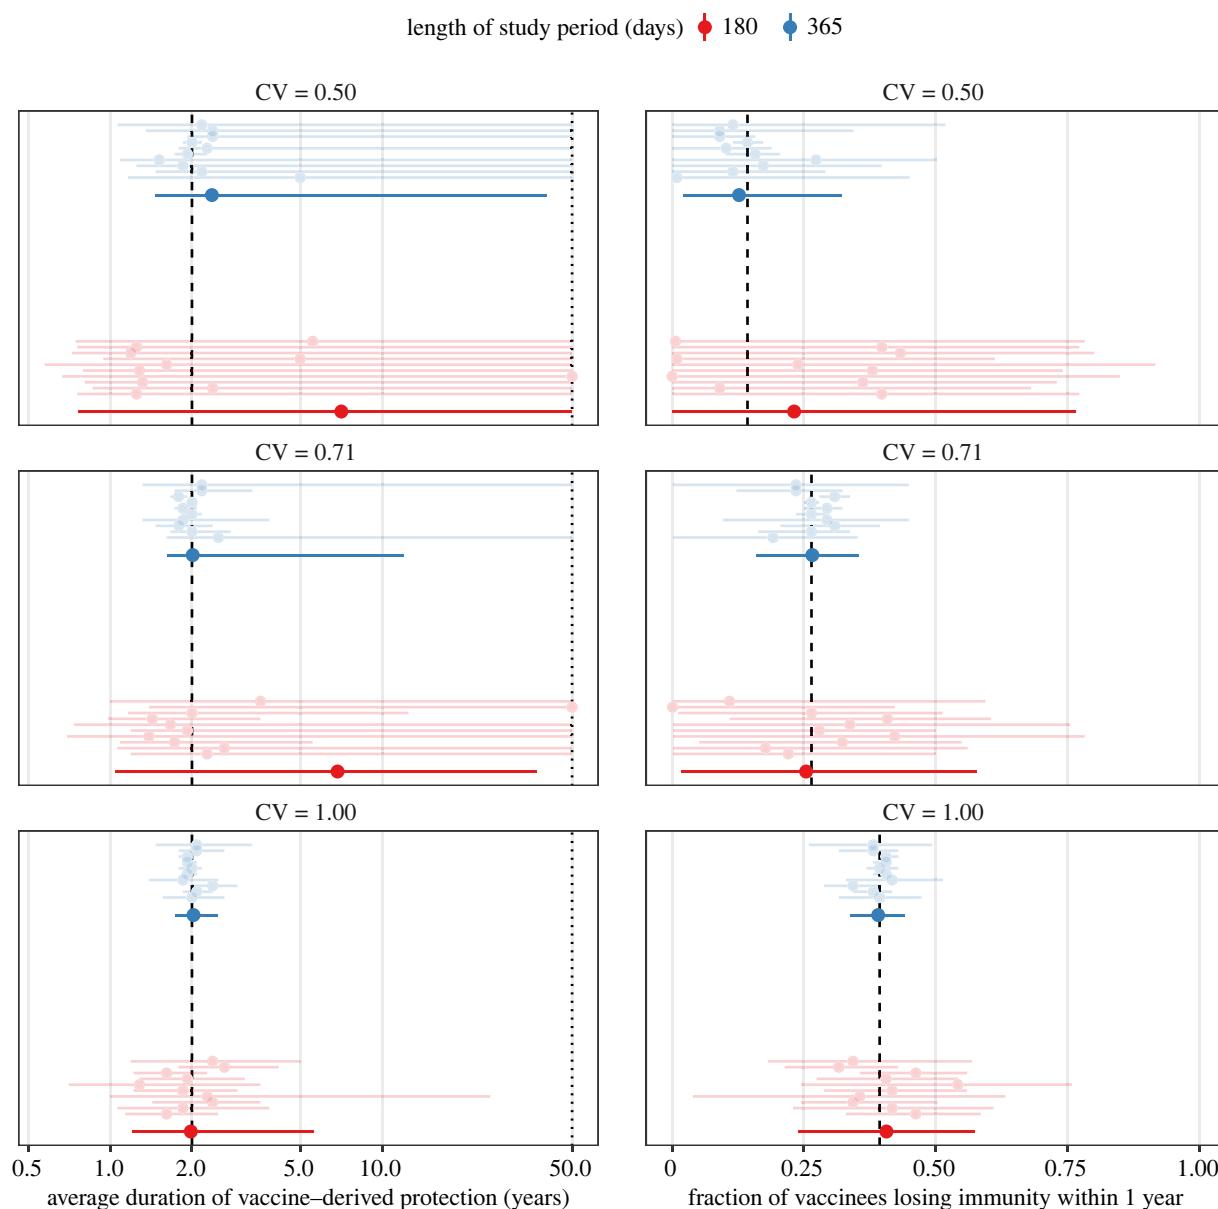 length of study period (days) 180 365
CV = 0.50 CV = 0.50
CV = 0.71 CV = 0.71
CV = 1.00 CV = 1.00
0.5 1.0 2.0 5.0 10.0 50.0 0 0.25 0.50 0.75 1.00
average duration of vaccine–derived protection (years) fraction of vaccinees losing immunity within 1 year